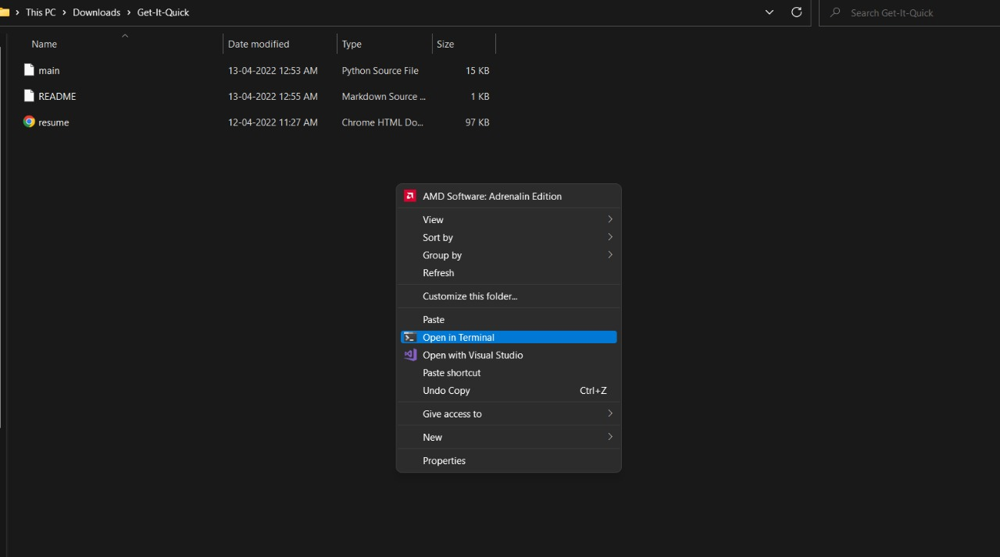 This PC > Downloads > Get-It-Quick Search Get-It-Quick
Name Date modified Type Size
main 13-04-2022 12:53 AM Python Source File 15 KB
README 13-04-2022 12:55 AM Markdown Source ... 1 KB
resume 12-04-2022 11:27 AM Chrome HTML Do... 97 KB
AMD Software: Adrenalin Edition
View
Sort by
Group by
Refresh
Customize this folder...
Paste
Open in Terminal
Open with Visual Studio
Paste shortcut
Undo Copy Ctrl+Z
Give access to
New
Properties